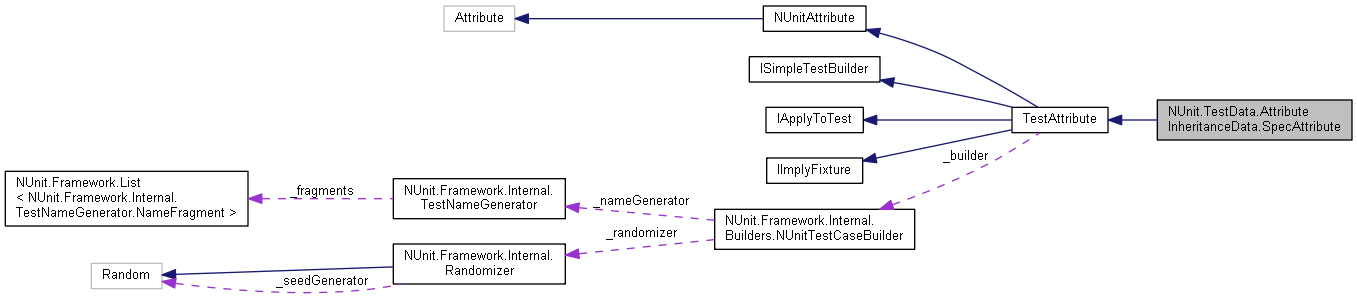 Attribute
NUnitAttribute
ISimpleTestBuilder
IApplyToTest
IImplyFixture
TestAttribute
NUnit.TestData.Attribute
InheritanceData.SpecAttribute
_builder
NUnit.Framework.List
< NUnit.Framework.Internal.
TestNameGenerator.NameFragment >
_fragments
NUnit.Framework.Internal.
TestNameGenerator
_nameGenerator
_randomizer
NUnit.Framework.Internal.
Builders.NUnitTestCaseBuilder
Random
_seedGenerator
NUnit.Framework.Internal.
Randomizer